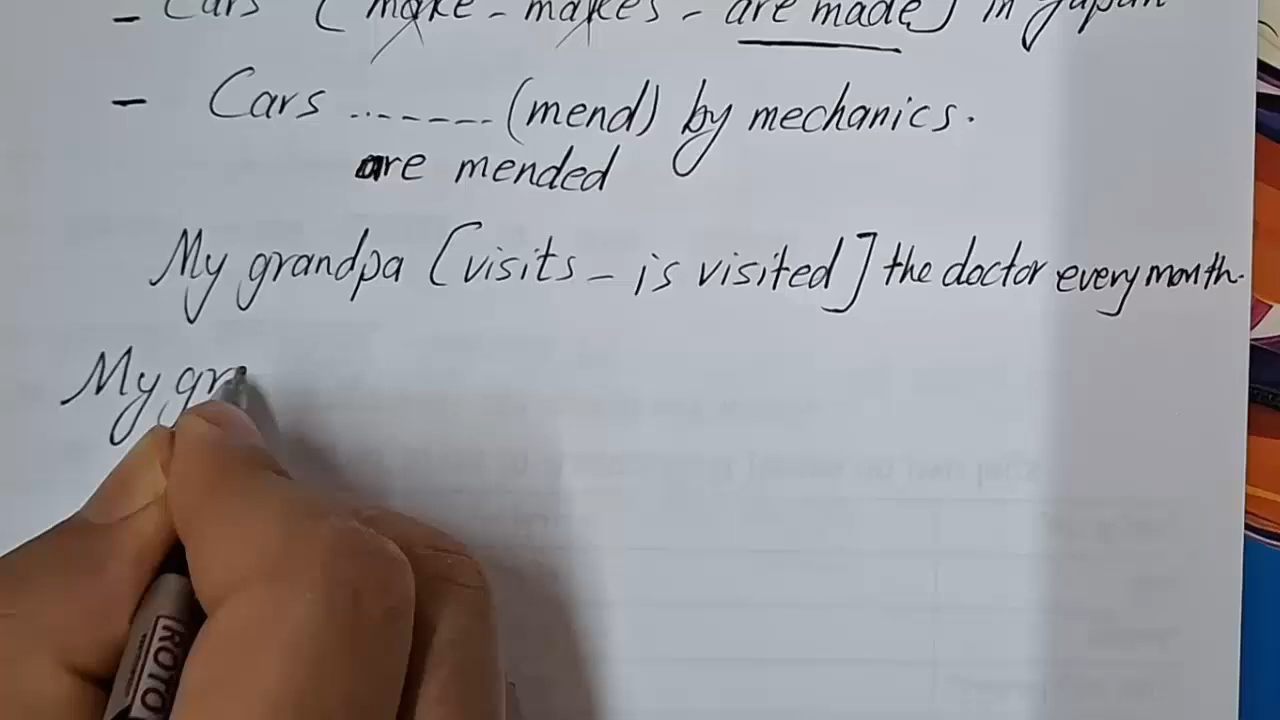 - Cars ( make - makes - are made ) in Japan
- Cars ....------ (mend) by mechanics.
are mended
My grandpa [visits - is visited] the doctor every month.
My gr
ROTO